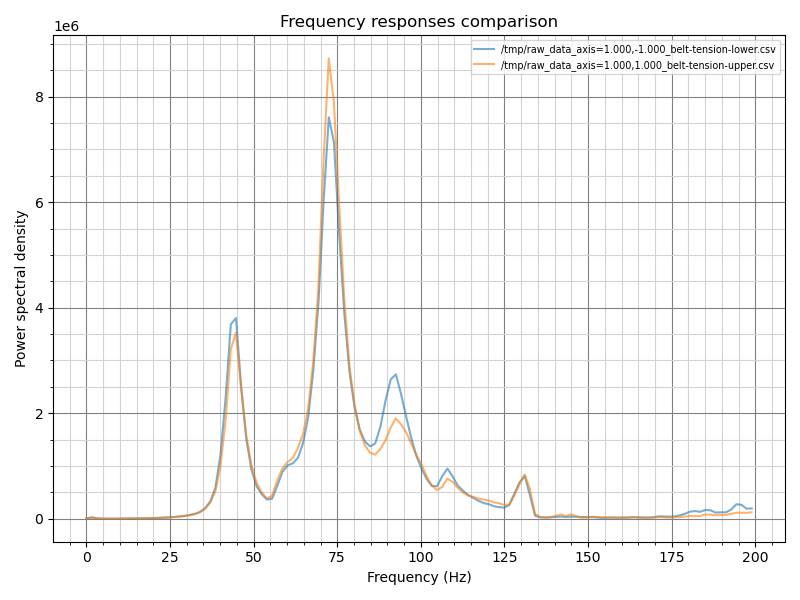 Frequency responses comparison
1e6
/tmp/raw_data_axis=1.000,-1.000_belt-tension-lower.csv
/tmp/raw_data_axis=1.000,1.000_belt-tension-upper.csv
8
6
4
2
0
Power spectral density
0 25 50 75 100 125 150 175 200
Frequency (Hz)